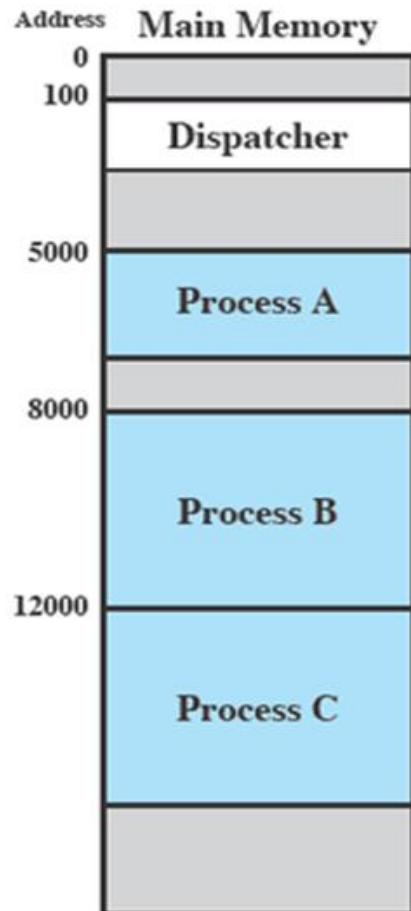 Address Main Memory
0
100
Dispatcher
5000
Process A
8000
Process B
12000
Process C